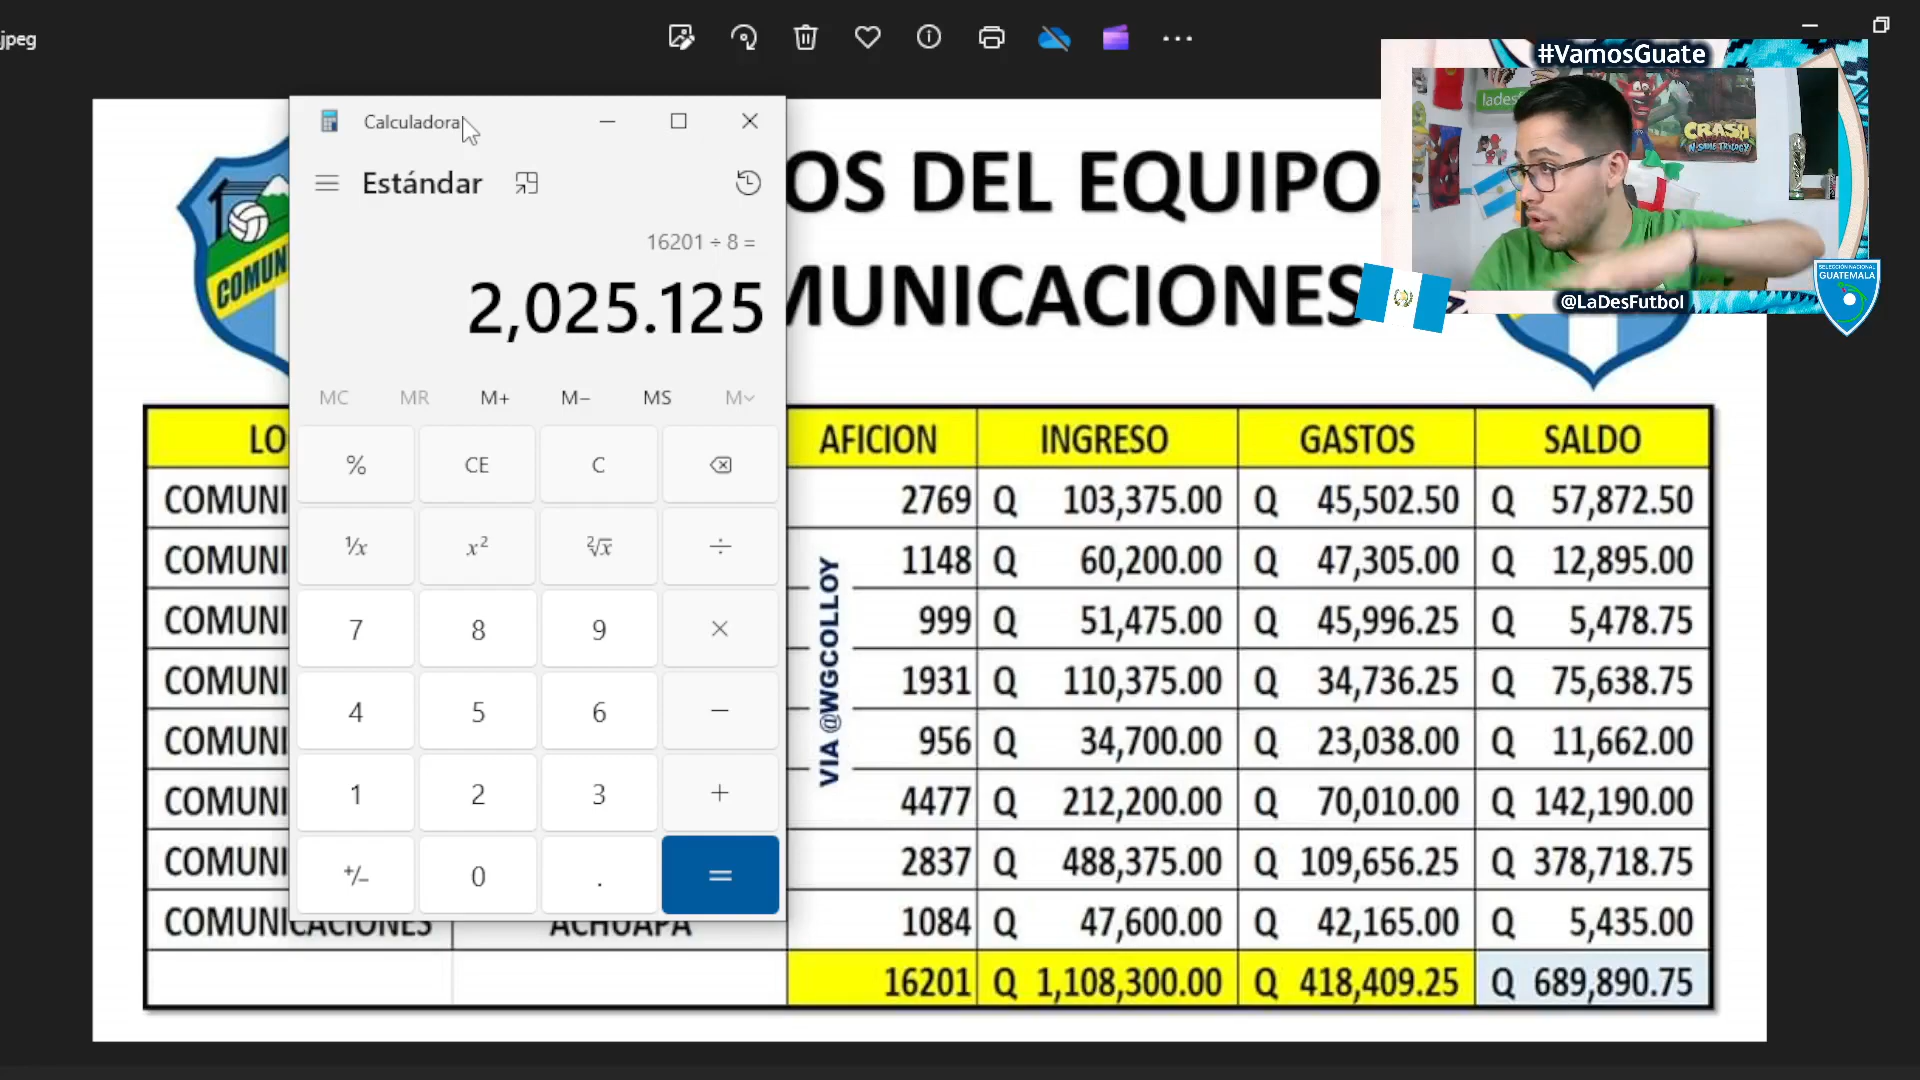 jpeg
#VamosGuate
lades
CRASH
N. SANE TRILOGY
SELECCIÓN NACIONAL
GUATEMALA
@LaDesFutbol
Calculadora
Estándar
16201 ÷ 8 =
2,025.125
MC MR M+ M− MS M
% CE C
¹/x x² ²√x ÷
7 8 9 ×
4 5 6 −
1 2 3 +
+/− 0 . =
OS DEL EQUIPO
MUNICACIONES
COMUN
LO AFICION INGRESO GASTOS SALDO
COMUNI 2769 Q 103,375.00 Q 45,502.50 Q 57,872.50
COMUNI 1148 Q 60,200.00 Q 47,305.00 Q 12,895.00
COMUNI 999 Q 51,475.00 Q 45,996.25 Q 5,478.75
COMUNI 1931 Q 110,375.00 Q 34,736.25 Q 75,638.75
COMUNI 956 Q 34,700.00 Q 23,038.00 Q 11,662.00
COMUNI 4477 Q 212,200.00 Q 70,010.00 Q 142,190.00
COMUNI 2837 Q 488,375.00 Q 109,656.25 Q 378,718.75
COMUNICACIONES ACHUAPA 1084 Q 47,600.00 Q 42,165.00 Q 5,435.00
16201 Q 1,108,300.00 Q 418,409.25 Q 689,890.75
VIA @WGCOLLOY